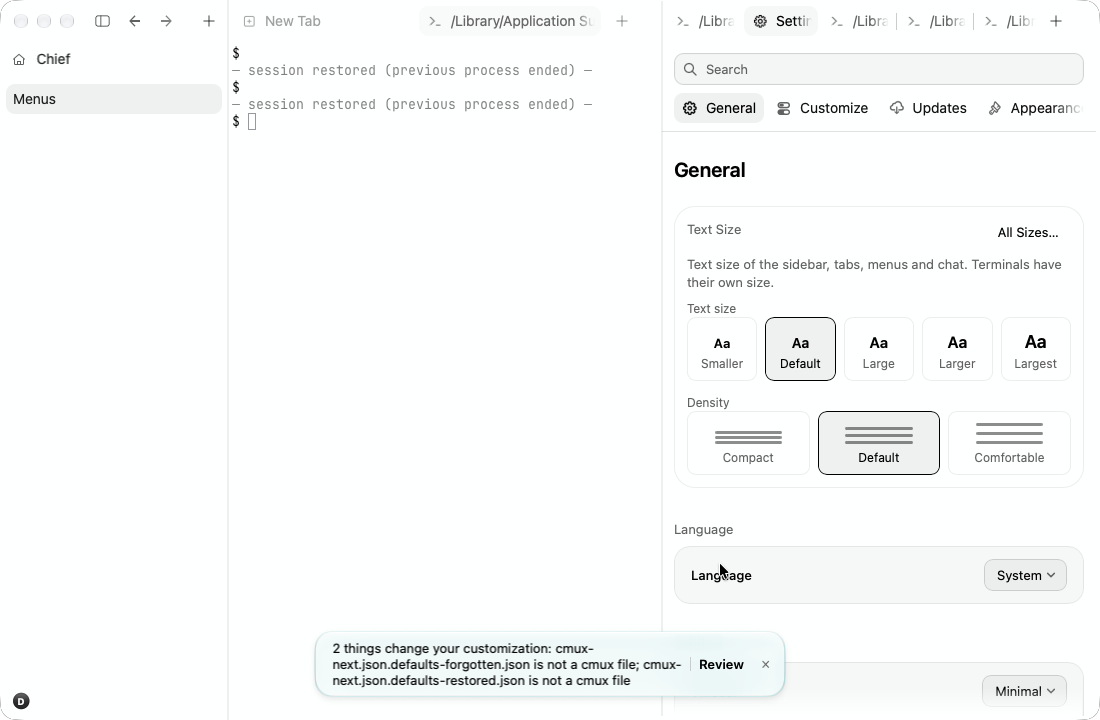 New Tab
/Library/Application Su
/Libra
Settin
/Libra
/Libra
/Libr
Chief
Menus
$
— session restored (previous process ended) —
$
— session restored (previous process ended) —
$
Search
General
Customize
Updates
Appearanc
General
Text Size
All Sizes...
Text size of the sidebar, tabs, menus and chat. Terminals have
their own size.
Text size
Aa Aa Aa Aa Aa
Smaller Default Large Larger Largest
Density
Compact Default Comfortable
Language
Language
System
2 things change your customization: cmux-
next.json.defaults-forgotten.json is not a cmux file; cmux-
next.json.defaults-restored.json is not a cmux file
Review
Minimal
D